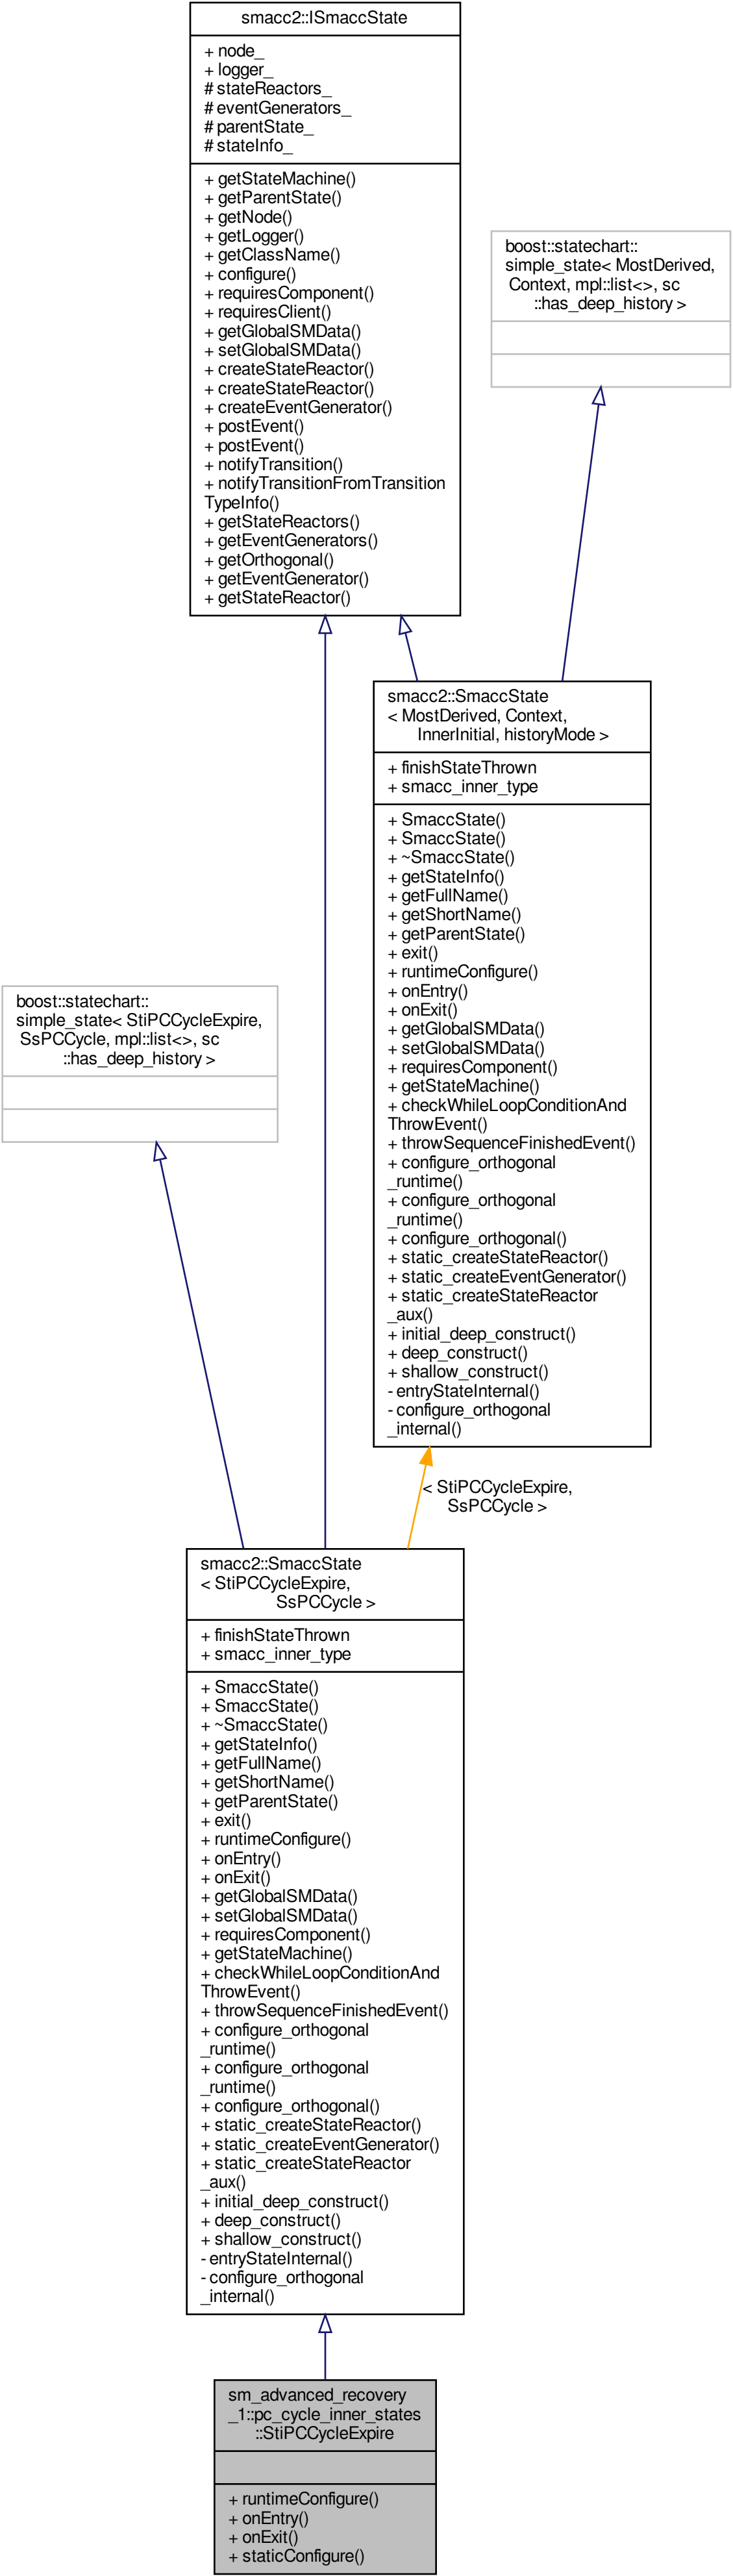 smacc2::ISmaccState
+ node_
+ logger_
# stateReactors_
# eventGenerators_
# parentState_
# stateInfo_
+ getStateMachine()
+ getParentState()
+ getNode()
+ getLogger()
+ getClassName()
+ configure()
+ requiresComponent()
+ requiresClient()
+ getGlobalSMData()
+ setGlobalSMData()
+ createStateReactor()
+ createStateReactor()
+ createEventGenerator()
+ postEvent()
+ postEvent()
+ notifyTransition()
+ notifyTransitionFromTransition
TypeInfo()
+ getStateReactors()
+ getEventGenerators()
+ getOrthogonal()
+ getEventGenerator()
+ getStateReactor()
boost::statechart::
simple_state< MostDerived,
Context, mpl::list<>, sc
::has_deep_history >
smacc2::SmaccState
< MostDerived, Context,
InnerInitial, historyMode >
+ finishStateThrown
+ smacc_inner_type
+ SmaccState()
+ SmaccState()
+ ~SmaccState()
+ getStateInfo()
+ getFullName()
+ getShortName()
+ getParentState()
+ exit()
+ runtimeConfigure()
+ onEntry()
+ onExit()
+ getGlobalSMData()
+ setGlobalSMData()
+ requiresComponent()
+ getStateMachine()
+ checkWhileLoopConditionAnd
ThrowEvent()
+ throwSequenceFinishedEvent()
+ configure_orthogonal
_runtime()
+ configure_orthogonal
_runtime()
+ configure_orthogonal()
+ static_createStateReactor()
+ static_createEventGenerator()
+ static_createStateReactor
_aux()
+ initial_deep_construct()
+ deep_construct()
+ shallow_construct()
- entryStateInternal()
- configure_orthogonal
_internal()
boost::statechart::
simple_state< StiPCCycleExpire,
SsPCCycle, mpl::list<>, sc
::has_deep_history >
< StiPCCycleExpire,
SsPCCycle >
smacc2::SmaccState
< StiPCCycleExpire,
SsPCCycle >
+ finishStateThrown
+ smacc_inner_type
+ SmaccState()
+ SmaccState()
+ ~SmaccState()
+ getStateInfo()
+ getFullName()
+ getShortName()
+ getParentState()
+ exit()
+ runtimeConfigure()
+ onEntry()
+ onExit()
+ getGlobalSMData()
+ setGlobalSMData()
+ requiresComponent()
+ getStateMachine()
+ checkWhileLoopConditionAnd
ThrowEvent()
+ throwSequenceFinishedEvent()
+ configure_orthogonal
_runtime()
+ configure_orthogonal
_runtime()
+ configure_orthogonal()
+ static_createStateReactor()
+ static_createEventGenerator()
+ static_createStateReactor
_aux()
+ initial_deep_construct()
+ deep_construct()
+ shallow_construct()
- entryStateInternal()
- configure_orthogonal
_internal()
sm_advanced_recovery
_1::pc_cycle_inner_states
::StiPCCycleExpire
+ runtimeConfigure()
+ onEntry()
+ onExit()
+ staticConfigure()